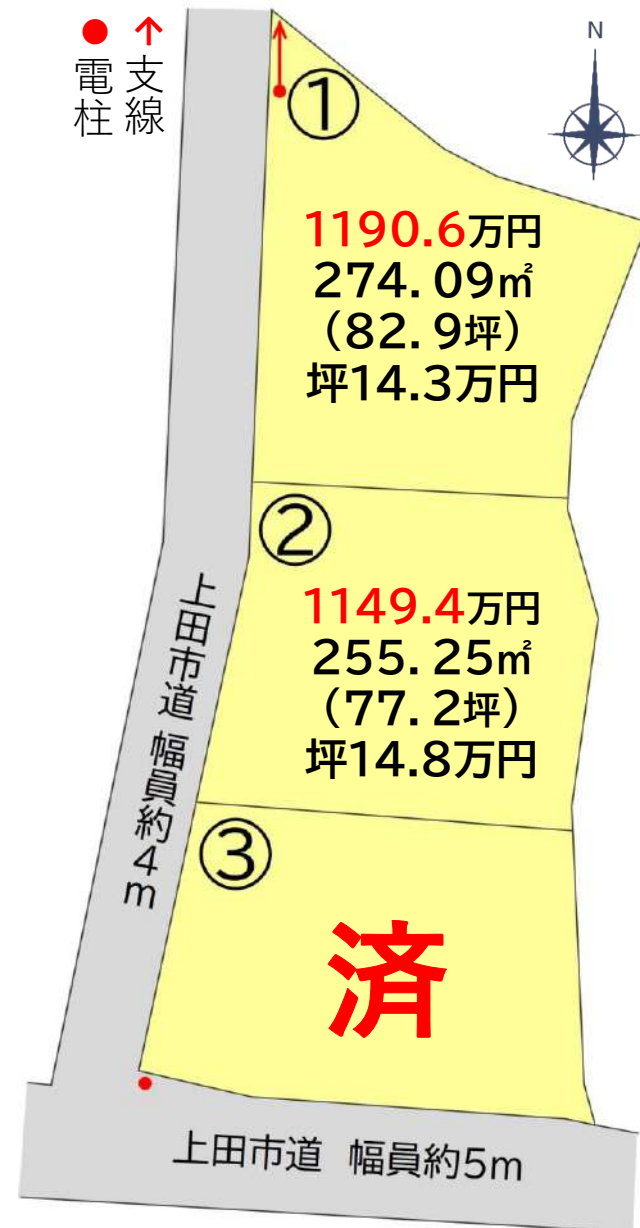 ● 電柱
↑ 支線
N
①
1190.6万円
274.09㎡
（82.9坪）
坪14.3万円
②
1149.4万円
255.25㎡
（77.2坪）
坪14.8万円
上田市道 幅員約4m
③
済
上田市道 幅員約5m